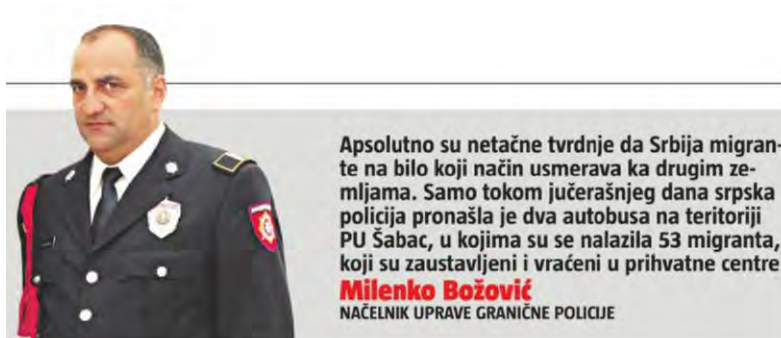 Apsolutno su netačne tvrdnje da Srbija migran-
te na bilo koji način usmerava ka drugim ze-
mljama. Samo tokom jučerašnjeg dana srpska
policija pronašla je dva autobusa na teritoriji
PU Šabac, u kojima su se nalazila 53 migranta,
koji su zaustavljeni i vraćeni u prihvatne centre
Milenko Božović
NAČELNIK UPRAVE GRANIČNE POLICIJE